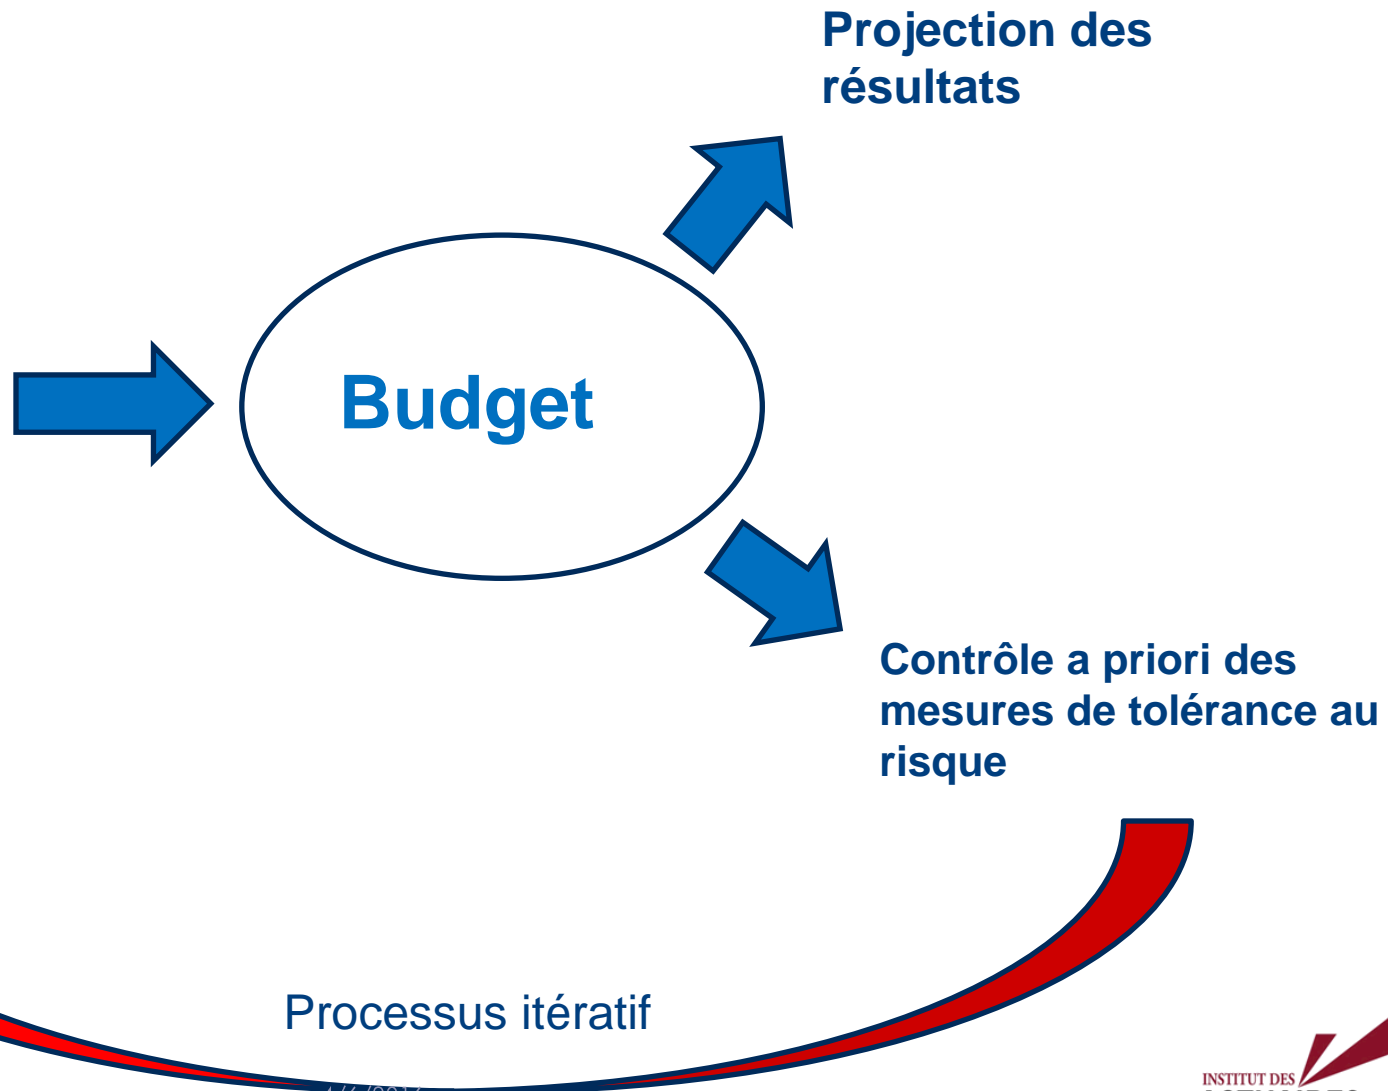 Projection des
résultats
Budget
Contrôle a priori des
mesures de tolérance au
risque
Processus itératif
INSTITUT DES